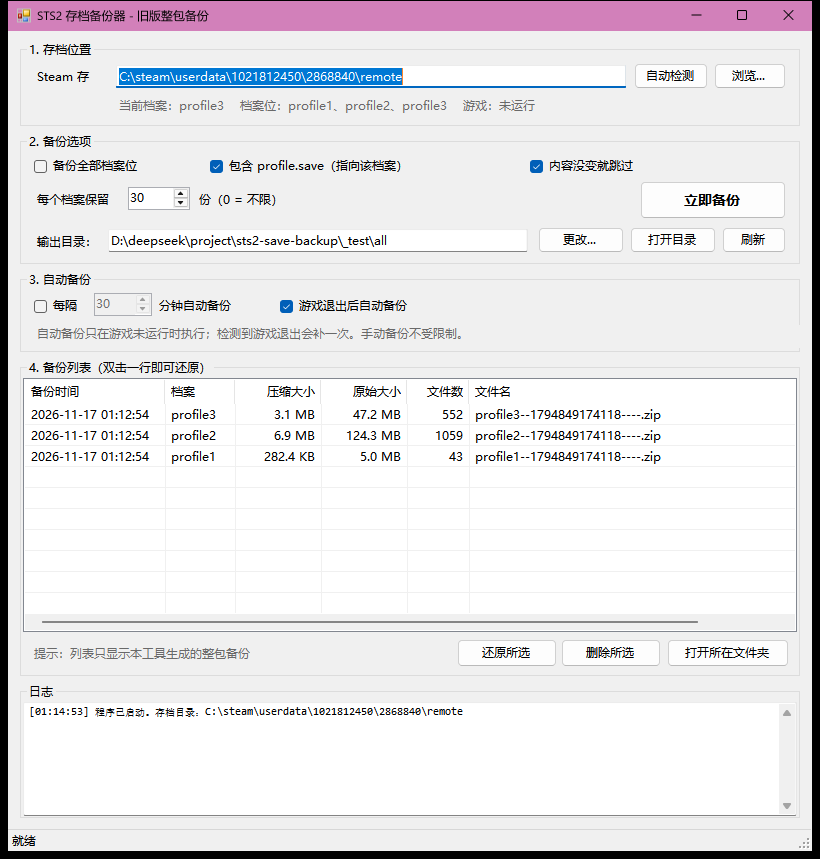 STS2 存档备份器 - 旧版整包备份
1. 存档位置
Steam 存 C:\steam\userdata\1021812450\2868840\remote 自动检测 浏览...
当前档案：profile3 档案位：profile1、profile2、profile3 游戏：未运行
2. 备份选项
备份全部档案位 包含 profile.save（指向该档案） 内容没变就跳过
每个档案保留 30 份（0 = 不限） 立即备份
输出目录： D:\deepseek\project\sts2-save-backup\_test\all 更改... 打开目录 刷新
3. 自动备份
每隔 30 分钟自动备份 游戏退出后自动备份
自动备份只在游戏未运行时执行；检测到游戏退出会补一次。手动备份不受限制。
4. 备份列表（双击一行即可还原）
备份时间 档案 压缩大小 原始大小 文件数 文件名
2026-11-17 01:12:54 profile3 3.1 MB 47.2 MB 552 profile3--1794849174118----.zip
2026-11-17 01:12:54 profile2 6.9 MB 124.3 MB 1059 profile2--1794849174118----.zip
2026-11-17 01:12:54 profile1 282.4 KB 5.0 MB 43 profile1--1794849174118----.zip
提示：列表只显示本工具生成的整包备份 还原所选 删除所选 打开所在文件夹
日志
[01:14:53] 程序已启动。存档目录：C:\steam\userdata\1021812450\2868840\remote
就绪